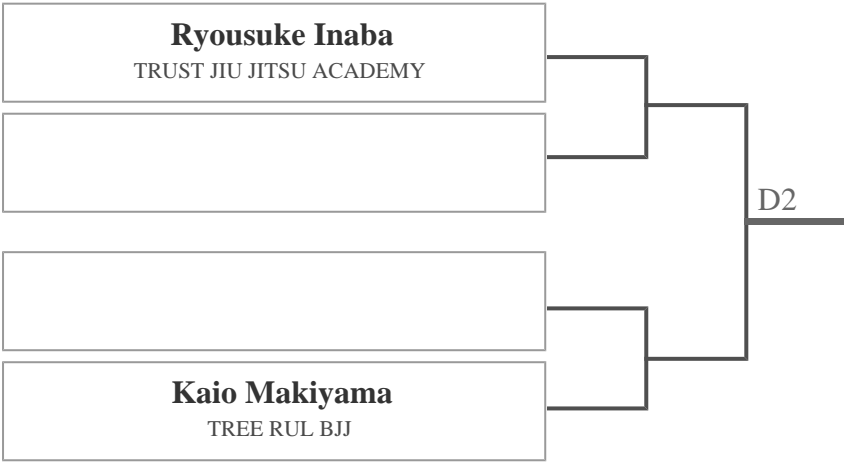 Ryousuke Inaba
TRUST JIU JITSU ACADEMY
D2
Kaio Makiyama
TREE RUL BJJ